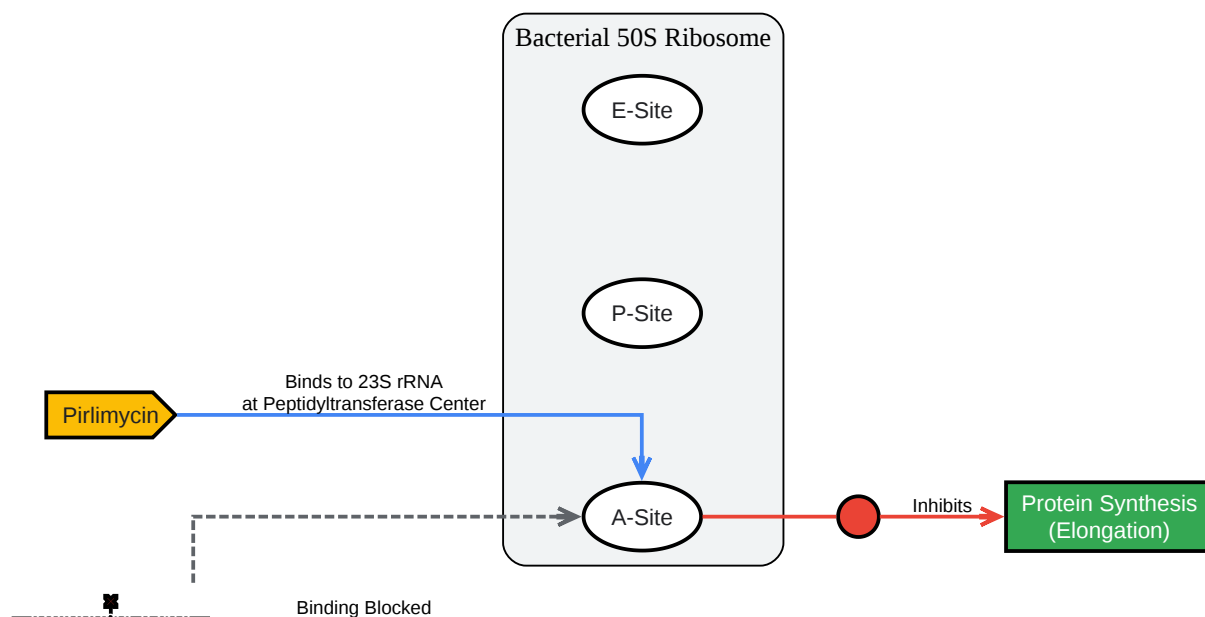 Bacterial 50S Ribosome
E-Site
P-Site
Binds to 23S rRNA
at Peptidyltransferase Center
Pirlimycin
A-Site
Inhibits
Protein Synthesis
(Elongation)
Binding Blocked